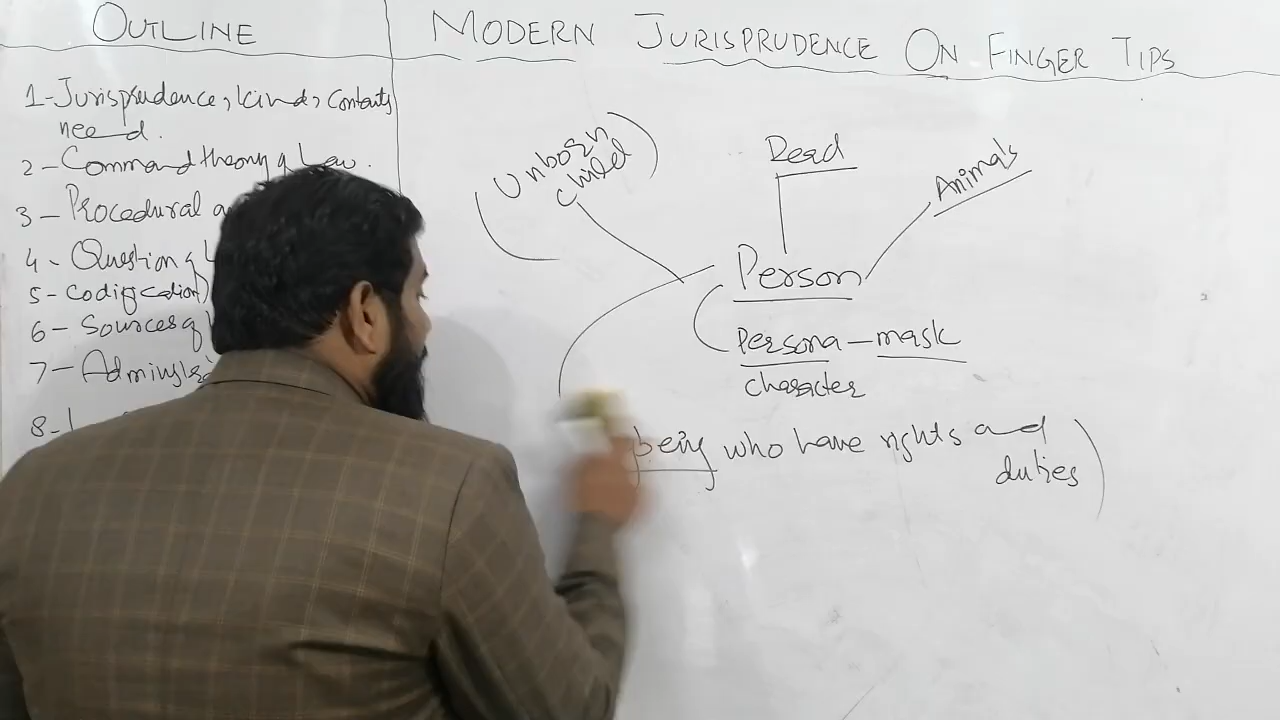 OUTLINE
1-Jurisprudence, kinds, Contents
need.
2-Command theory of Law.
3-Procedural
4-Question of
5-Codification
6-Sources of
7-
8-
MODERN JURISPRUDENCE ON FINGER TIPS
Unborn
child
Dead
Animals
Person
Persona-mask
character
being who have rights and
duties